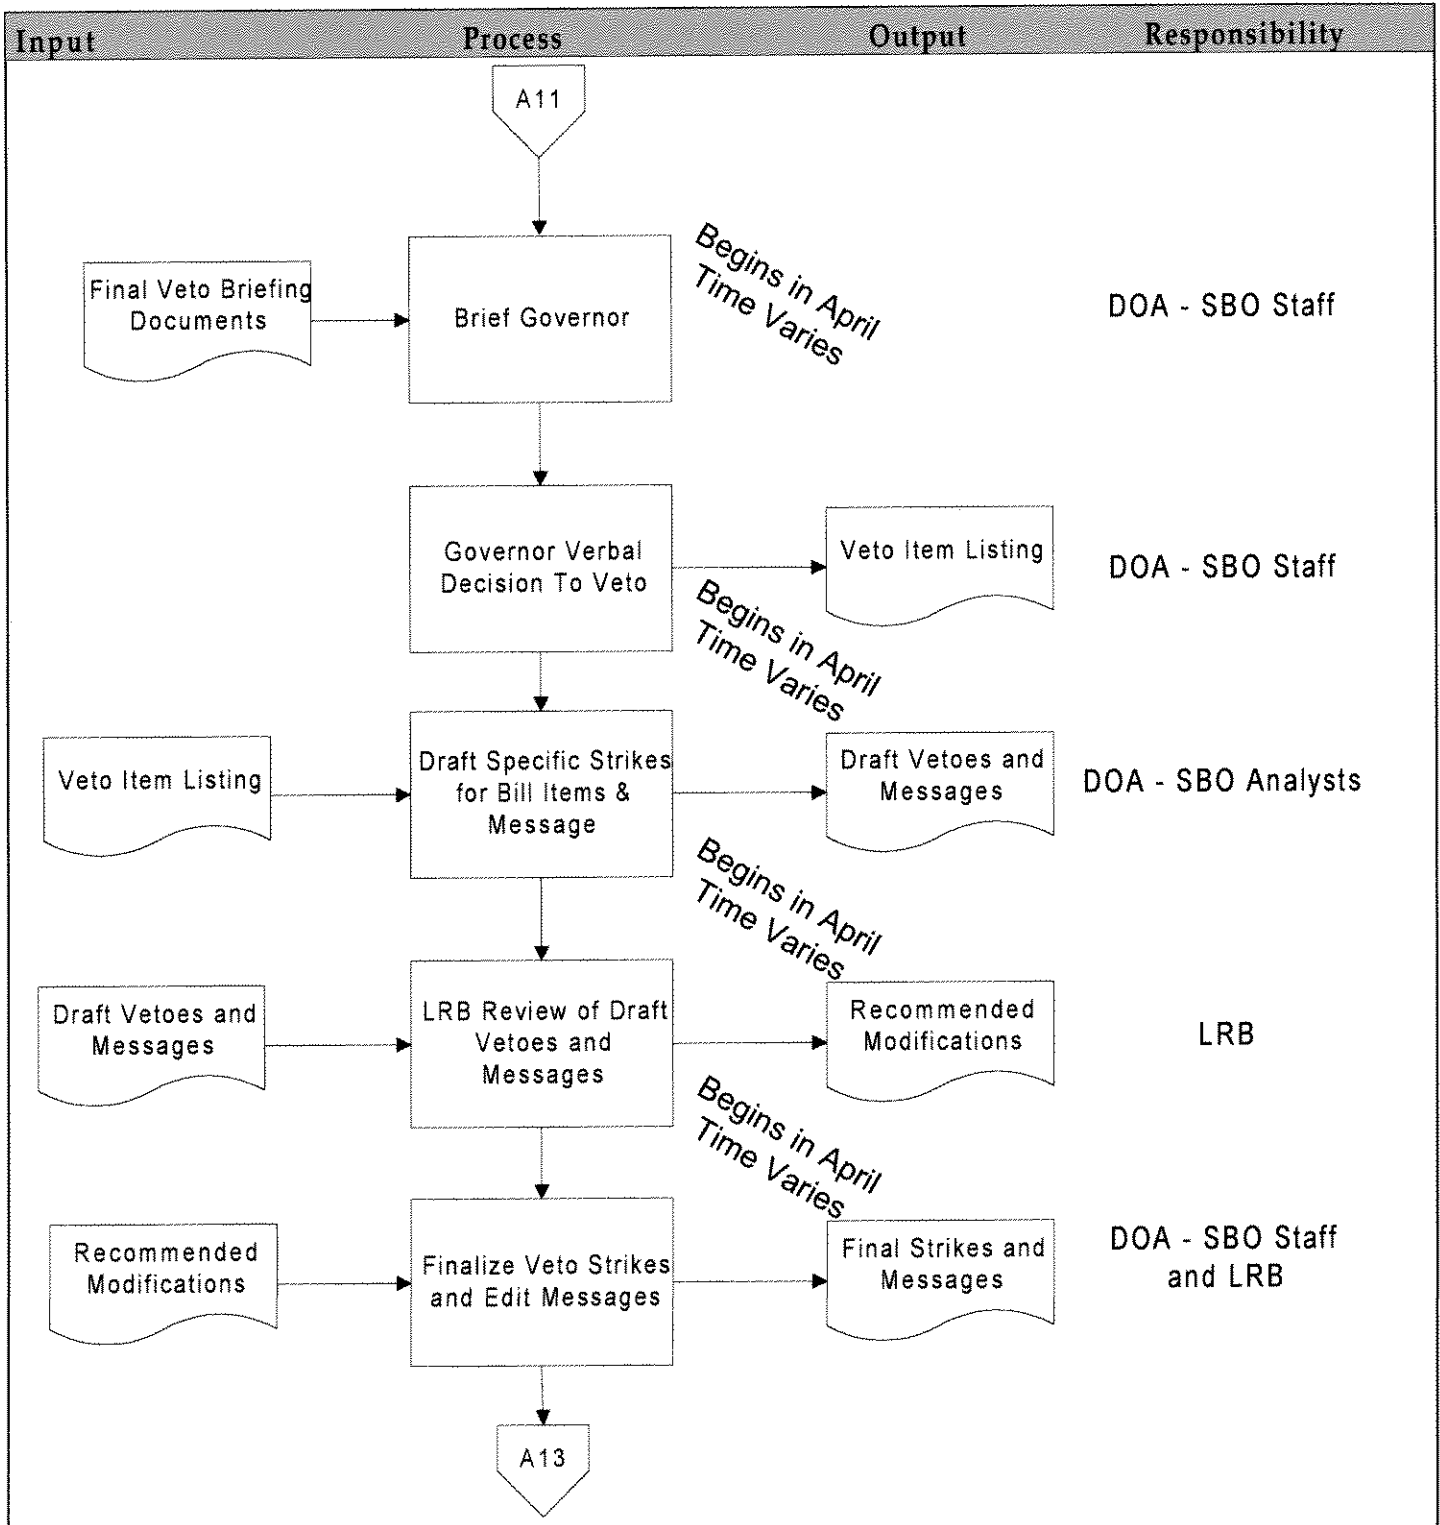 Input Process Output Responsibility
A11
Final Veto Briefing
Documents
Brief Governor
Begins in April
Time Varies
DOA - SBO Staff
Governor Verbal
Decision To Veto
Veto Item Listing
DOA - SBO Staff
Begins in April
Time Varies
Veto Item Listing
Draft Specific Strikes
for Bill Items &
Message
Draft Vetoes and
Messages
DOA - SBO Analysts
Begins in April
Time Varies
Draft Vetoes and
Messages
LRB Review of Draft
Vetoes and
Messages
Recommended
Modifications
LRB
Begins in April
Time Varies
Recommended
Modifications
Finalize Veto Strikes
and Edit Messages
Final Strikes and
Messages
DOA - SBO Staff
and LRB
A13